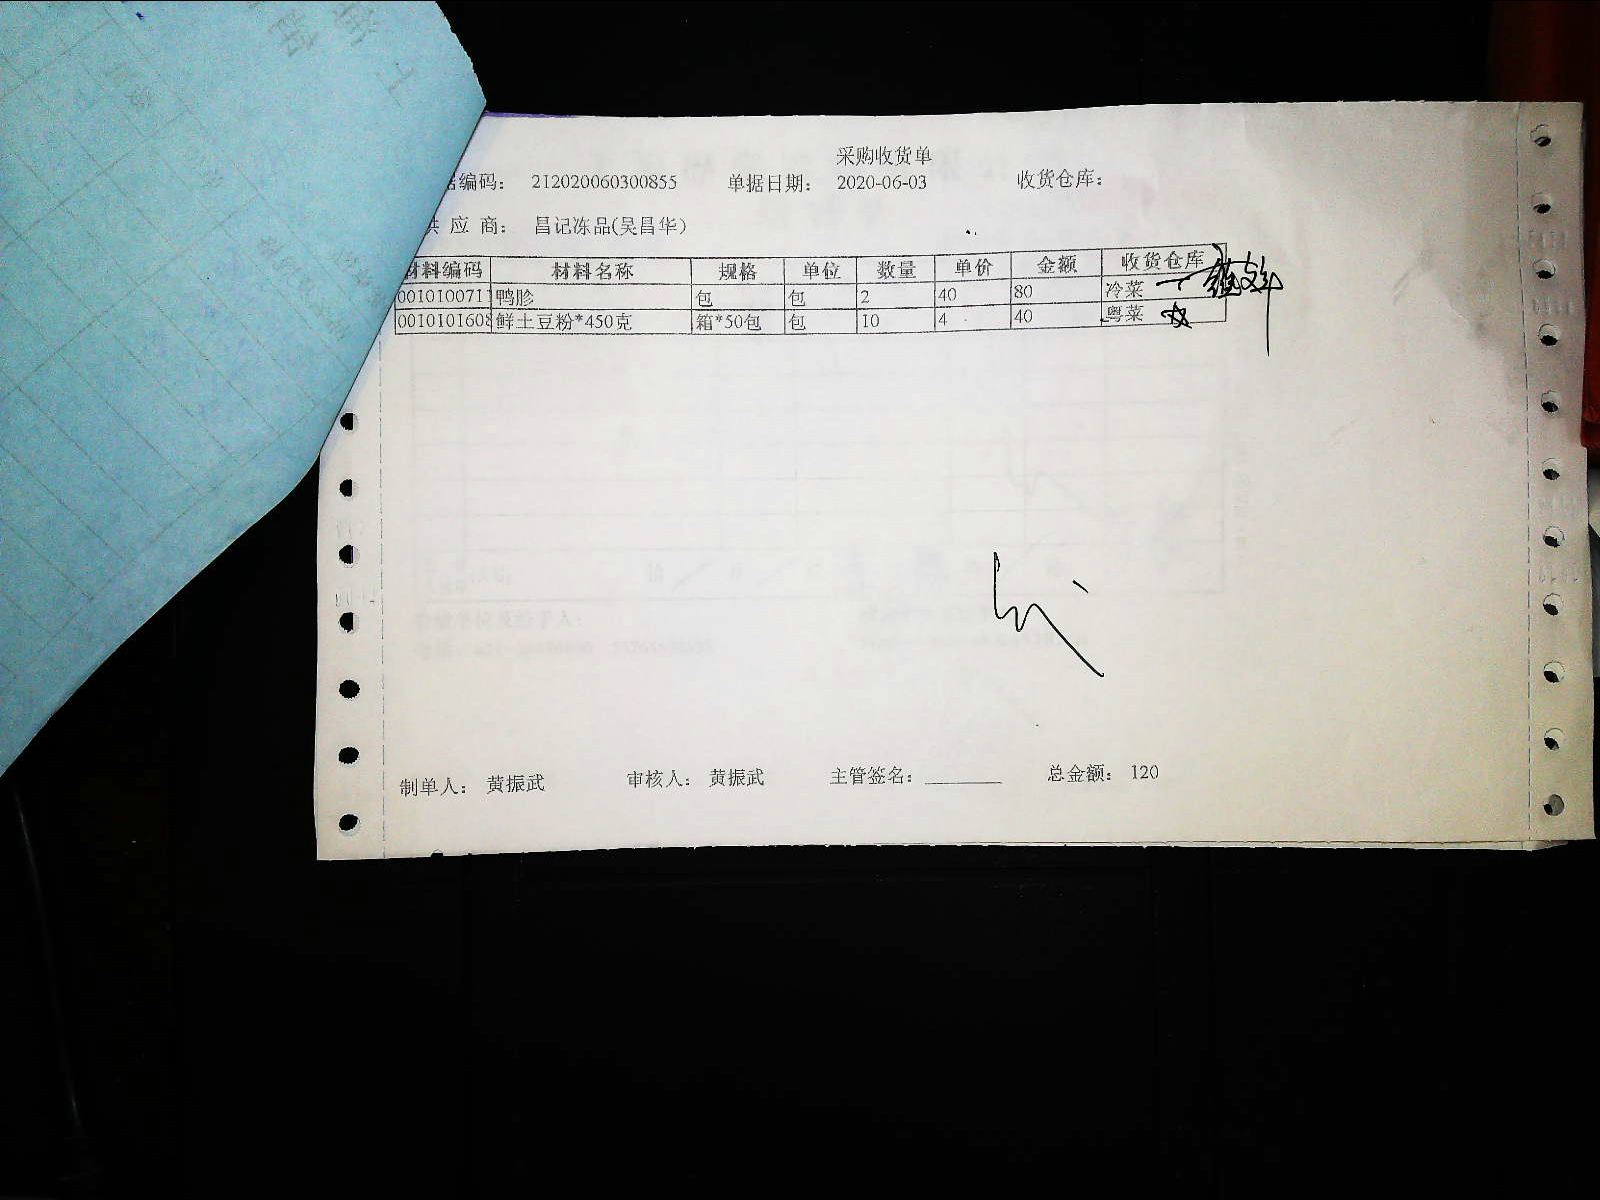 采购收货单
据编码： 212020060300855 单据日期： 2020-06-03 收货仓库：
供 应 商： 昌记冻品(吴昌华)
材料编码 材料名称 规格 单位 数量 单价 金额 收货仓库
0010100711 鸭胗 包 包 2 40 80 冷菜
0010101608 鲜土豆粉*450克 箱*50包 包 10 4 40 粤菜
制单人： 黄振武 审核人： 黄振武 主管签名： ________ 总金额： 120